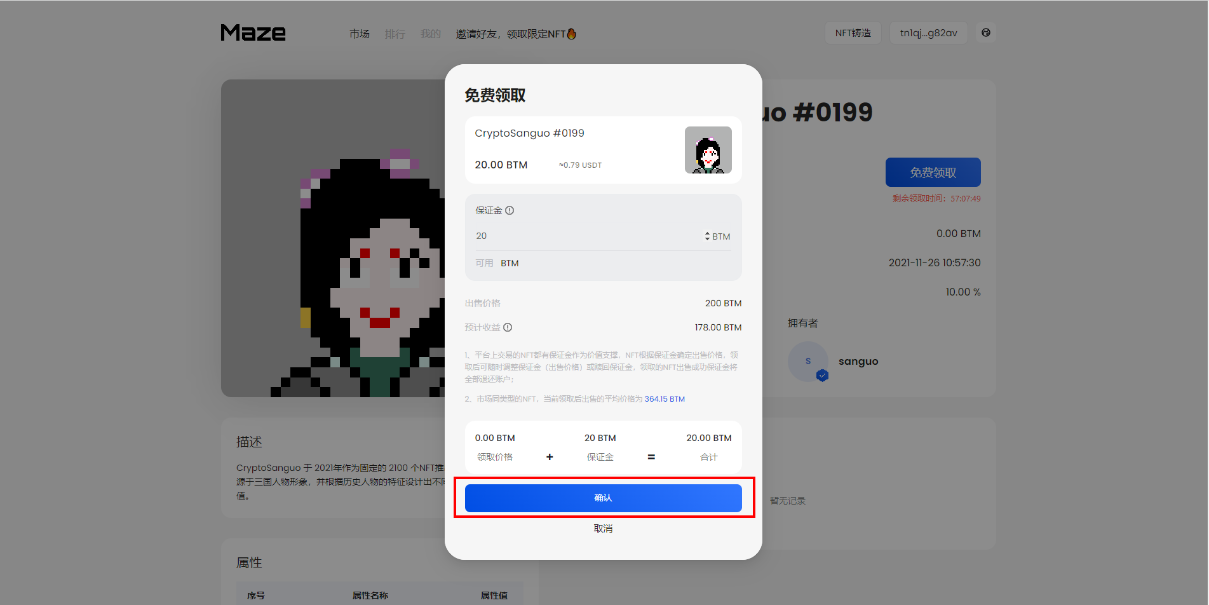 Maze
市场 排行 我的 邀请好友，领取限定NFT🔥
NFT铸造 tn1qj...g82av
免费领取
CryptoSanguo #0199
20.00 BTM ≈0.79 USDT
保证金
20 BTM
可用 BTM
出售价格 200 BTM
预计收益 178.00 BTM
1、平台上交易的NFT都有保证金作为价值支撑，NFT根据保证金确定出售价格，领
取后可随时调整保证金（出售价格）或赎回保证金，领取的NFT出售成功保证金将
全部返还账户；
2、市场同类型的NFT，当前领取后出售的平均价格为 364.15 BTM
0.00 BTM 20 BTM 20.00 BTM
领取价格 + 保证金 = 合计
确认
取消
uo #0199
免费领取
剩余领取时间：57:07:49
0.00 BTM
2021-11-26 10:57:30
10.00 %
拥有者
S sanguo
暂无记录
描述
CryptoSanguo 于 2021年作为固定的 2100 个NFT推
源于三国人物形象，并根据历史人物的特征设计出不同
值。
属性
序号 属性名称 属性值